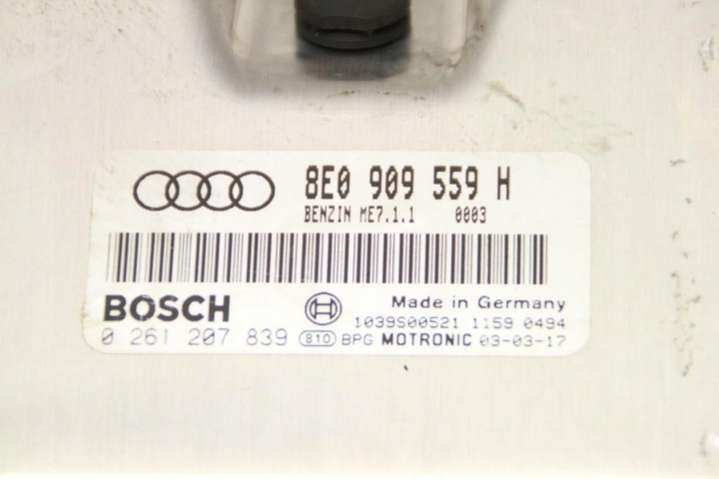 8E0 909 559 H
BENZIN ME7.1.1 0003
BOSCH Made in Germany
1039S00521 1159 0494
0 261 207 839 810 BPG MOTRONIC 03-03-17